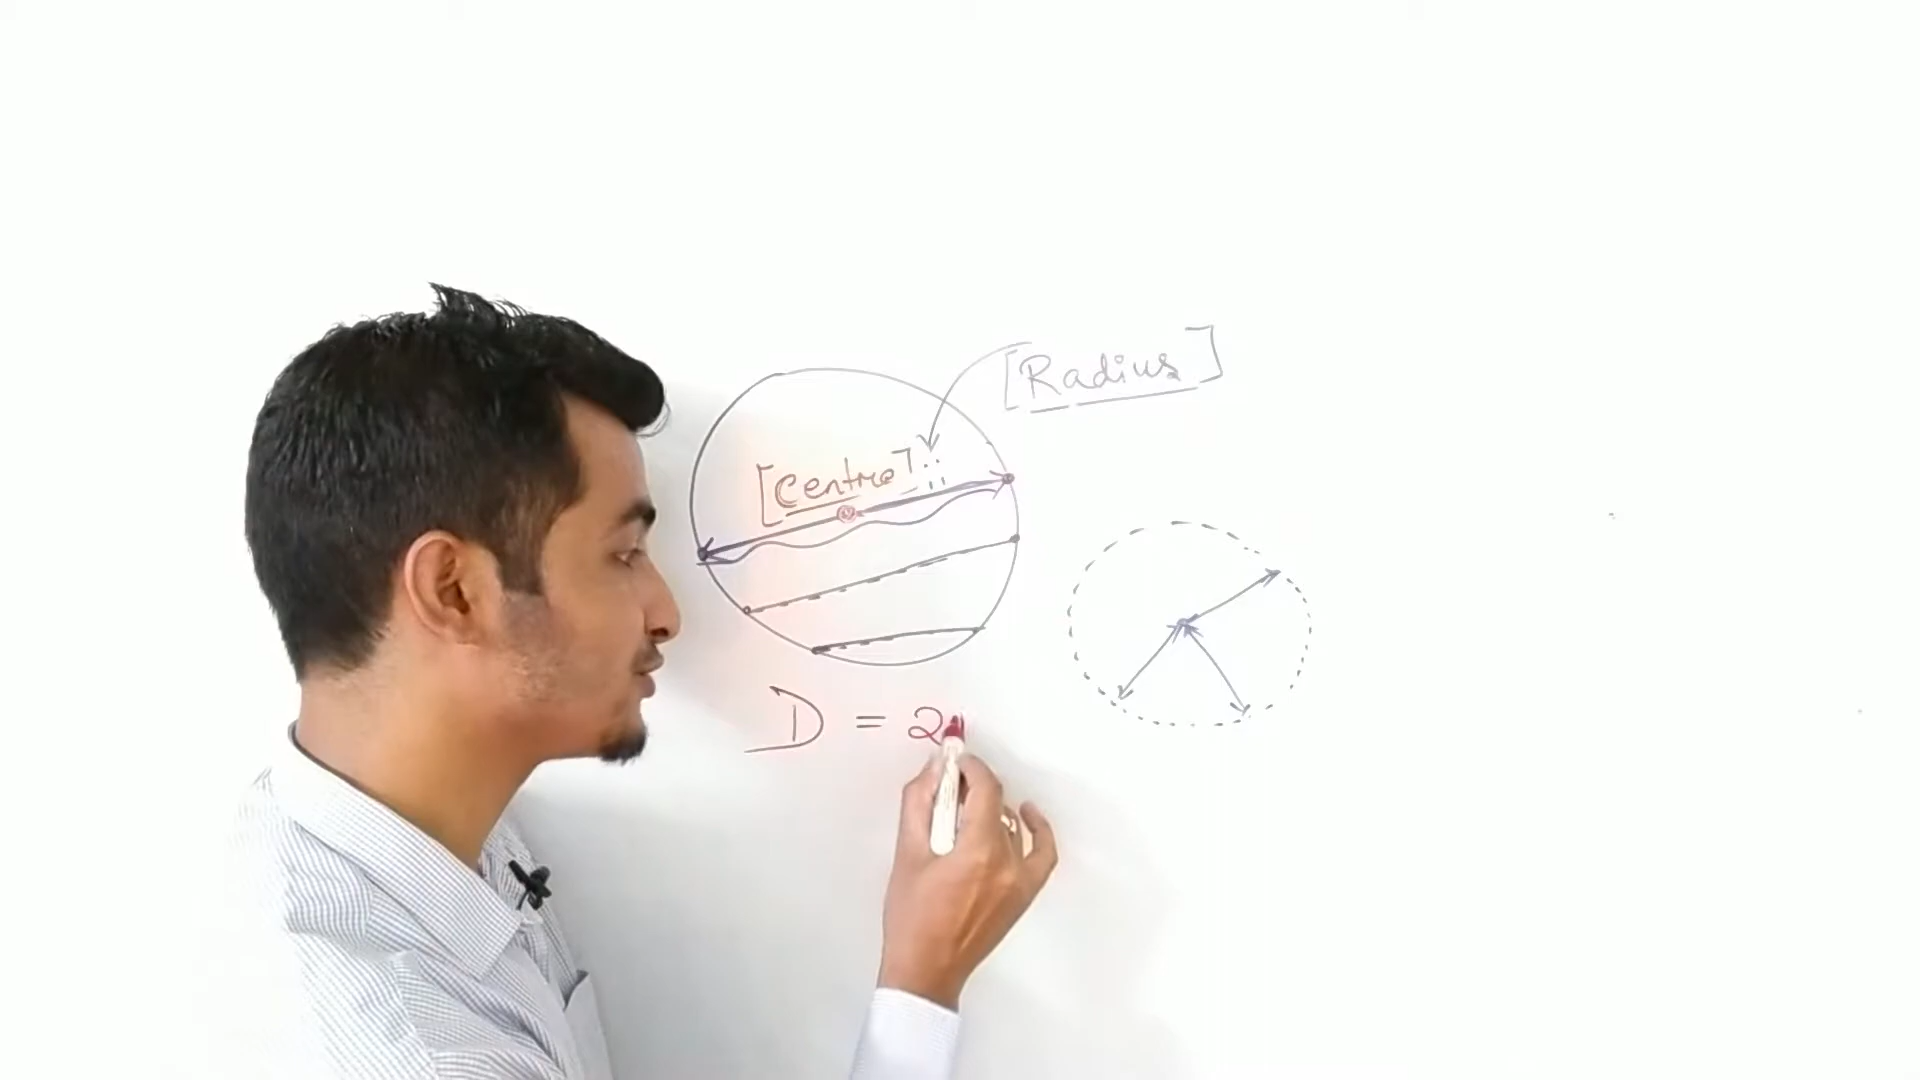 [Radius]
[Centre]
D = 2